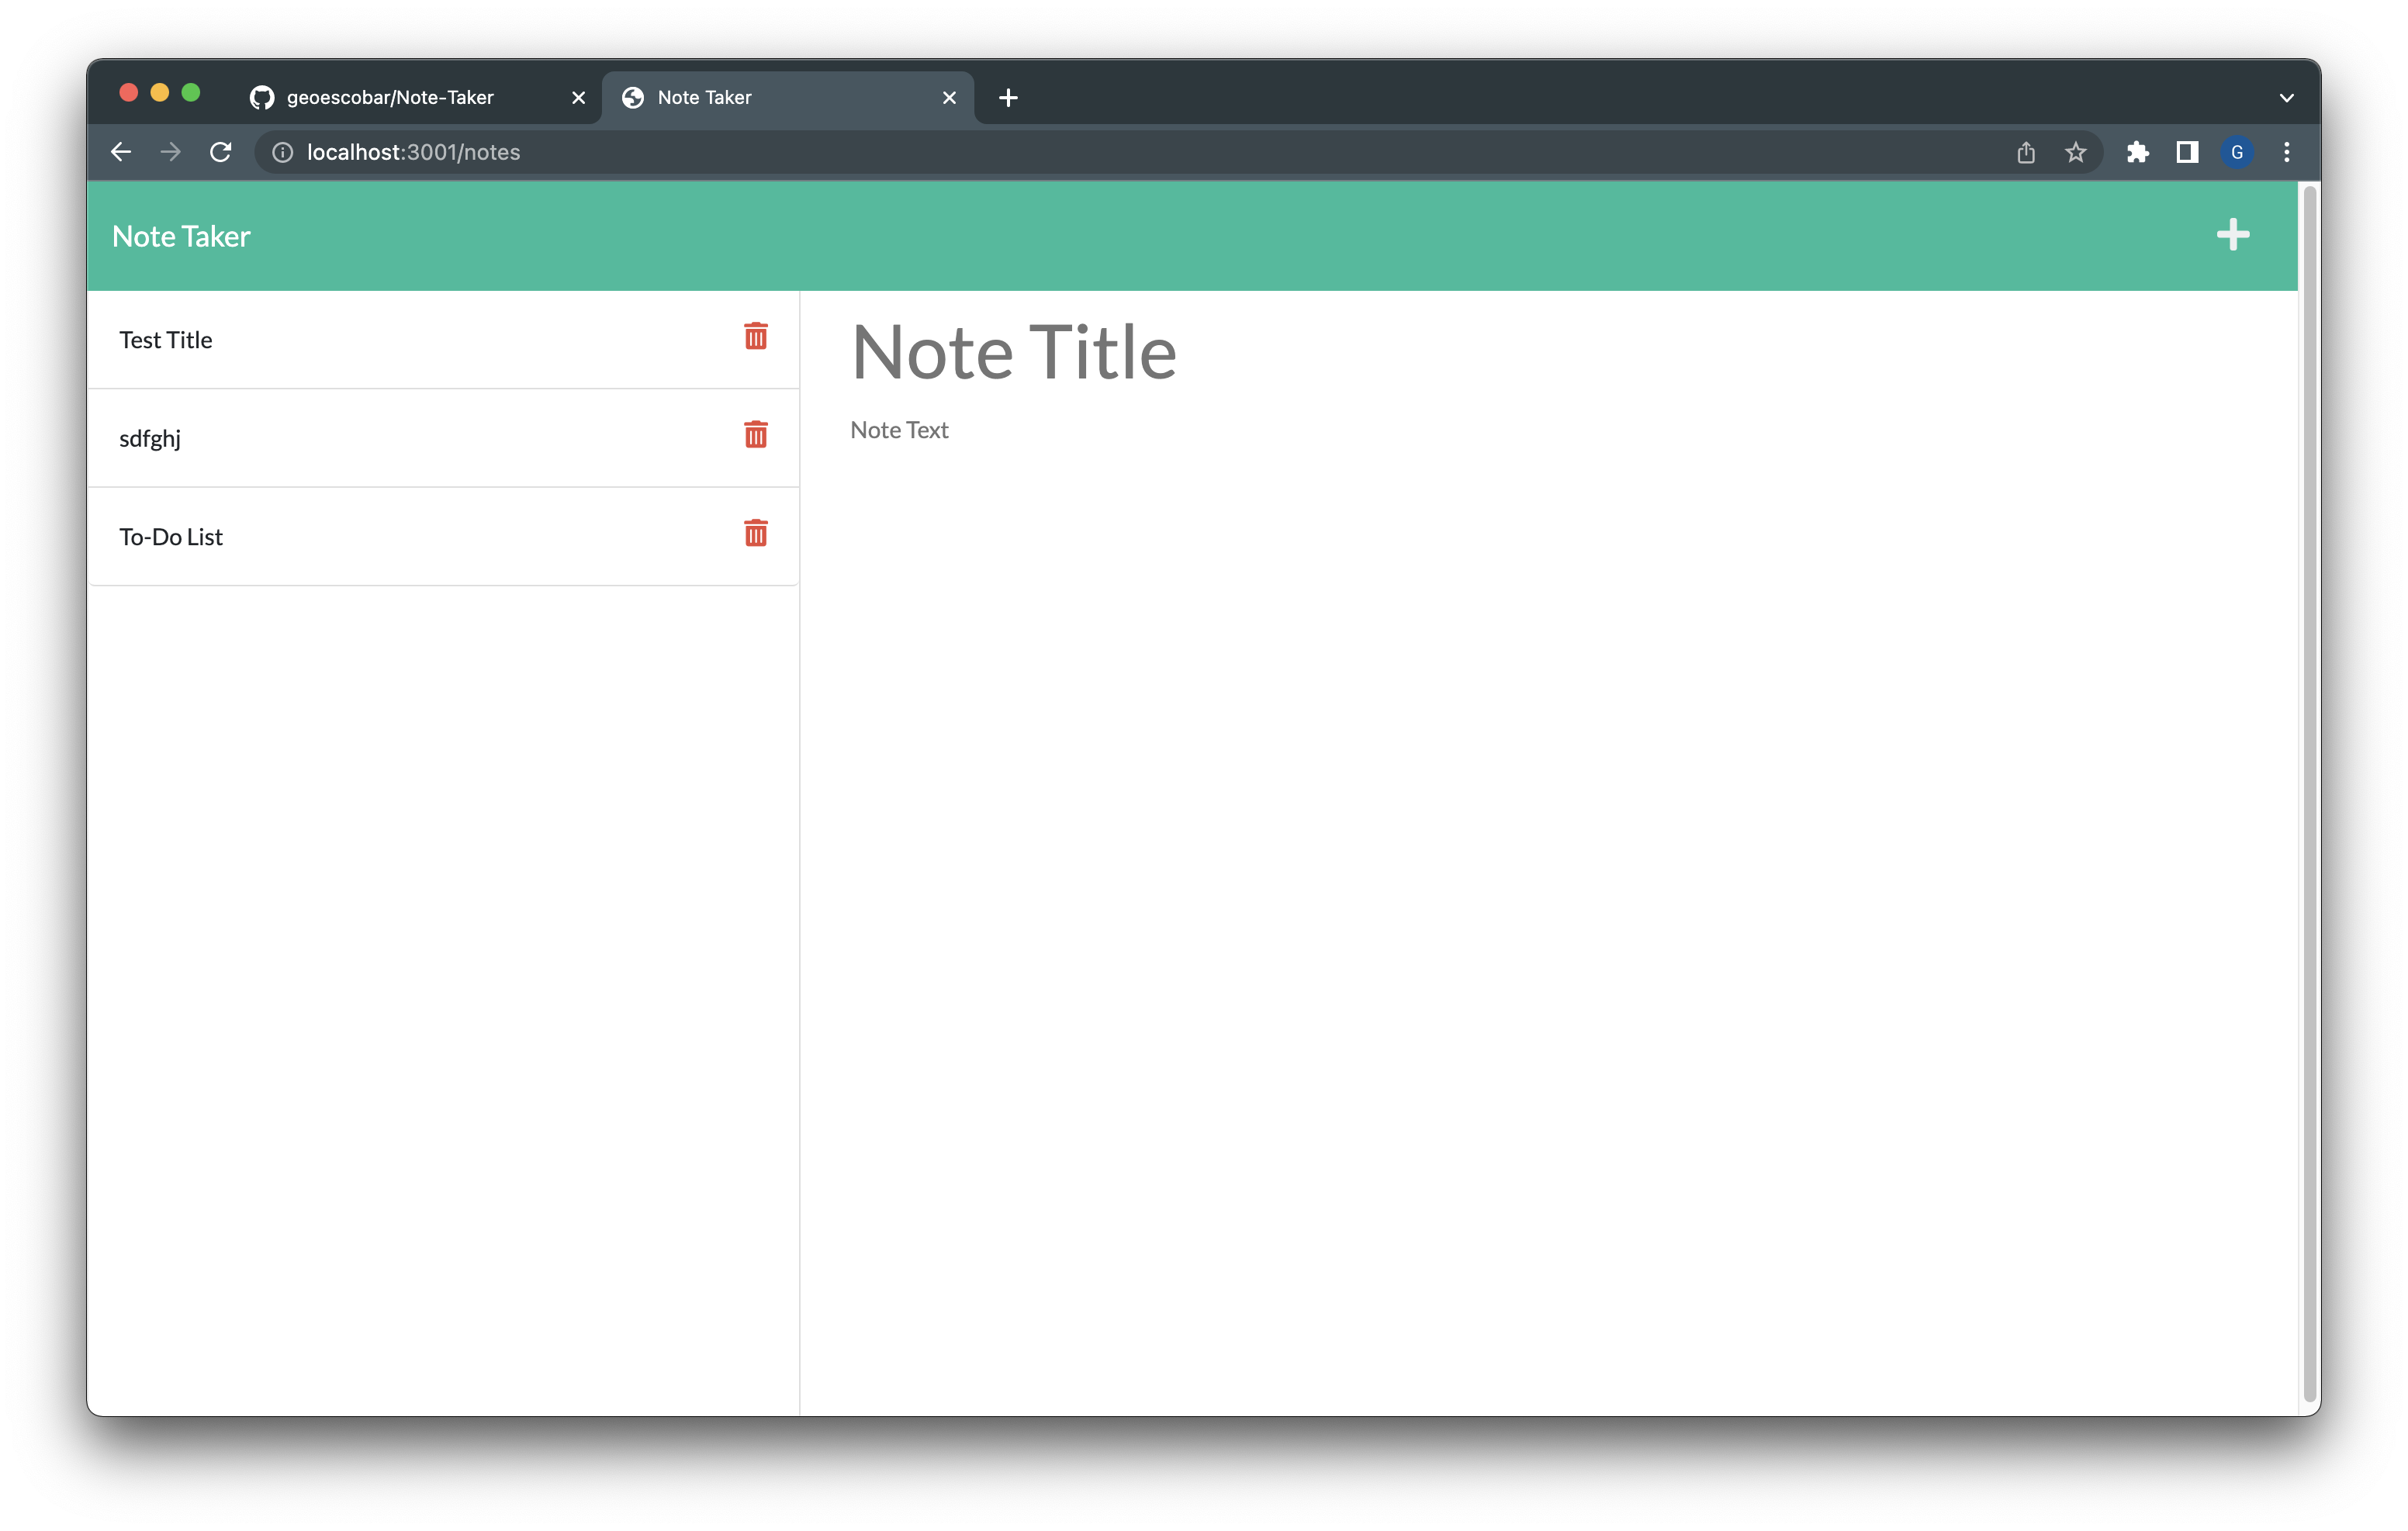 geoescobar/Note-Taker
Note Taker
localhost:3001/notes
G
Note Taker
Test Title
sdfghj
To-Do List
Note Title
Note Text